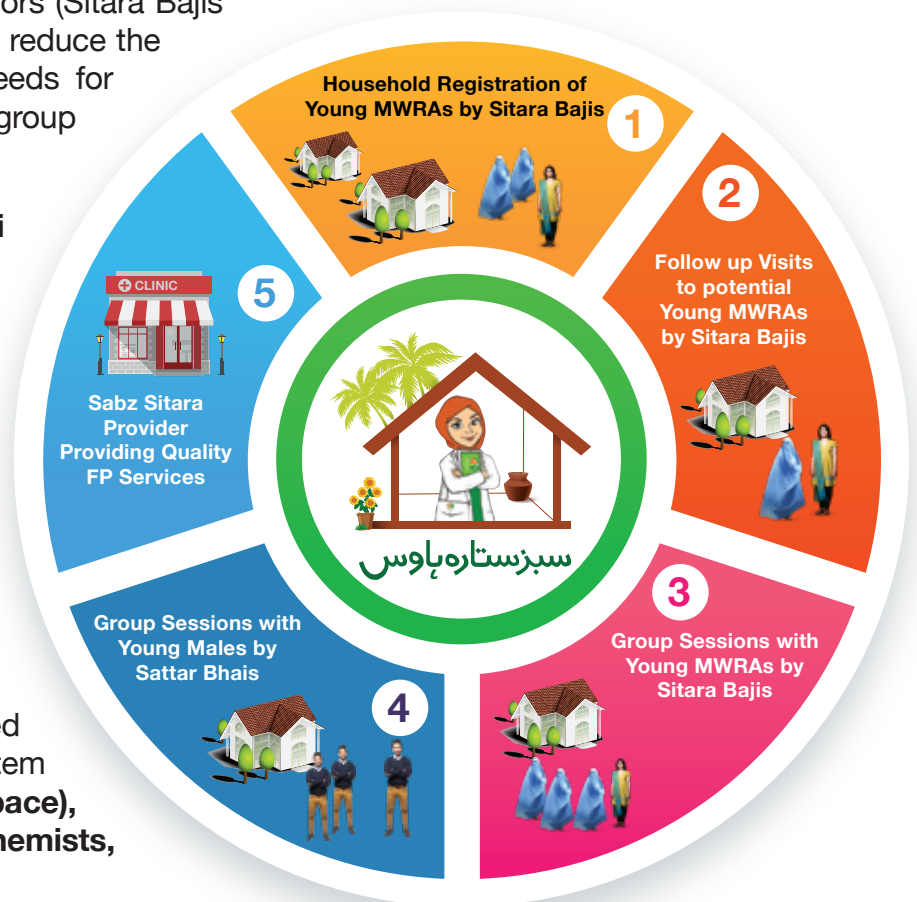 ors (Sitara Bajis
reduce the
eeds for
group
i
Household Registration of
Young MWRAs by Sitara Bajis
1
2
Follow up Visits
to potential
Young MWRAs
by Sitara Bajis
3
Group Sessions with
Young MWRAs by
Sitara Bajis
Group Sessions with
Young Males by
Sattar Bhais
4
CLINIC
5
Sabz Sitara
Provider
Providing Quality
FP Services
سبزستارہ ہاوس
ed
tem
pace),
hemists,